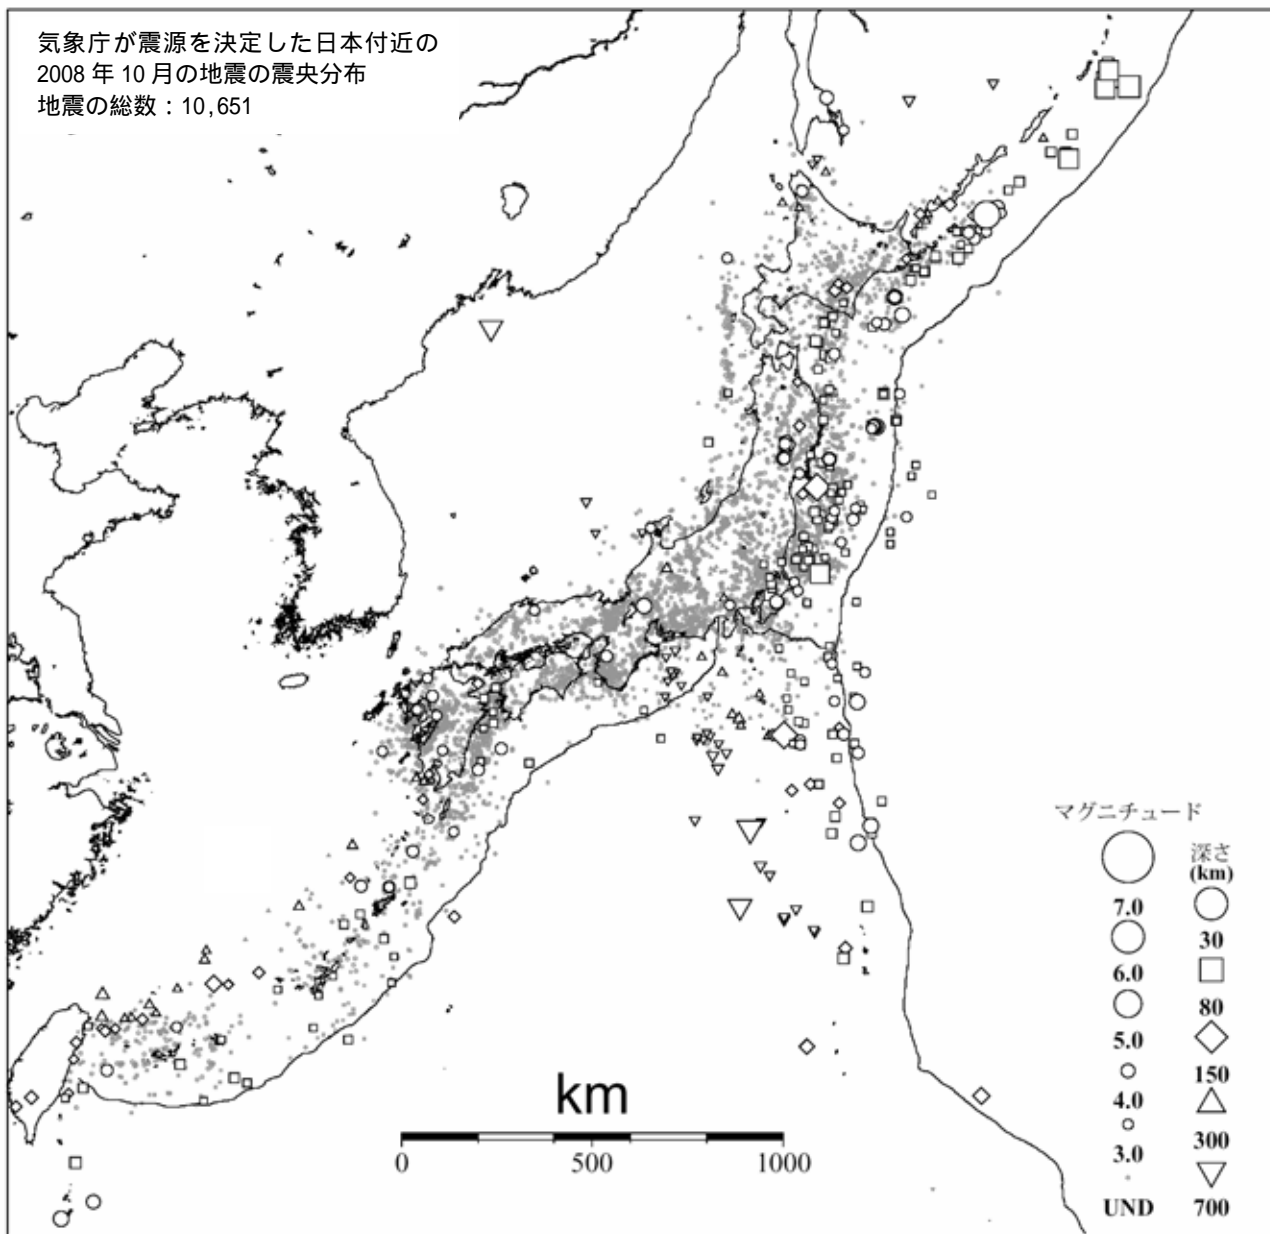 気象庁が震源を決定した日本付近の
2008 年 10 月の地震の震央分布
地震の総数：10,651
マグニチュード
深さ
(km)
7.0
30
6.0
80
5.0
150
4.0
300
3.0
UND 700
km
0 500 1000